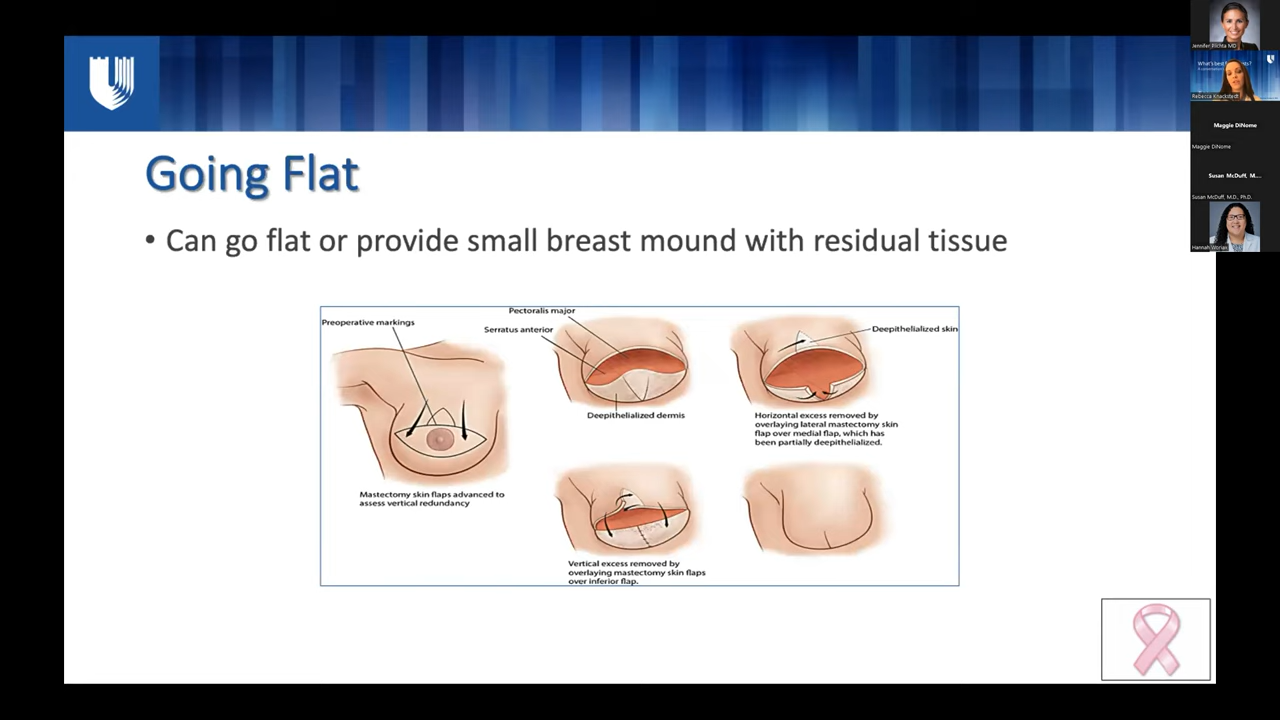 Going Flat
• Can go flat or provide small breast mound with residual tissue
Preoperative markings
Mastectomy skin flaps advanced to
assess vertical redundancy
Pectoralis major
Serratus anterior
Deepithelialized dermis
Deepithelialized skin
Horizontal excess removed by
overlaying lateral mastectomy skin
flap over medial flap, which has
been partially deepithelialized.
Vertical excess removed by
overlaying mastectomy skin flaps
over inferior flap.
MD
What's best
Rebecca
Maggie DiNome
Maggie DiNome
Susan McDuff, M....
Susan McDuff, M.D., Ph.D.
Hannah